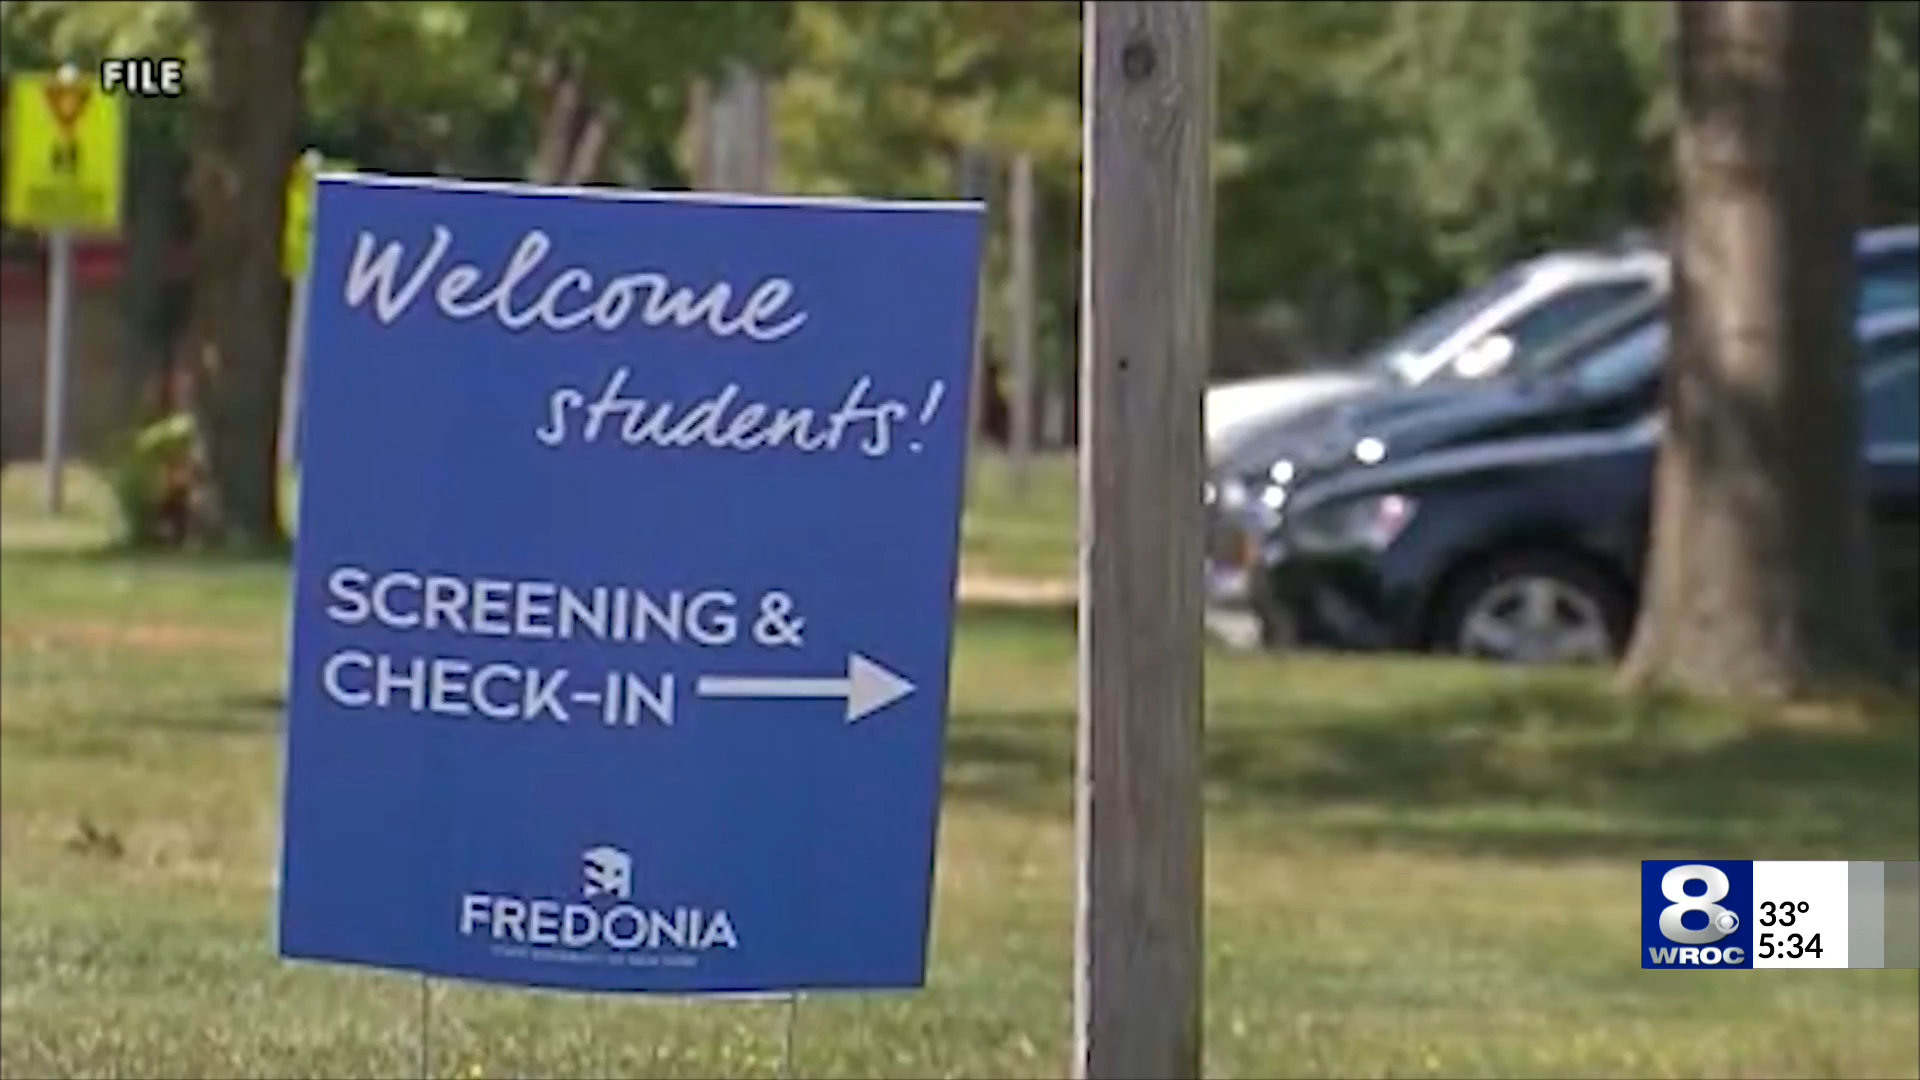 FILE
Welcome
students!
SCREENING &
CHECK-IN
FREDONIA
8
WROC
33°
5:34